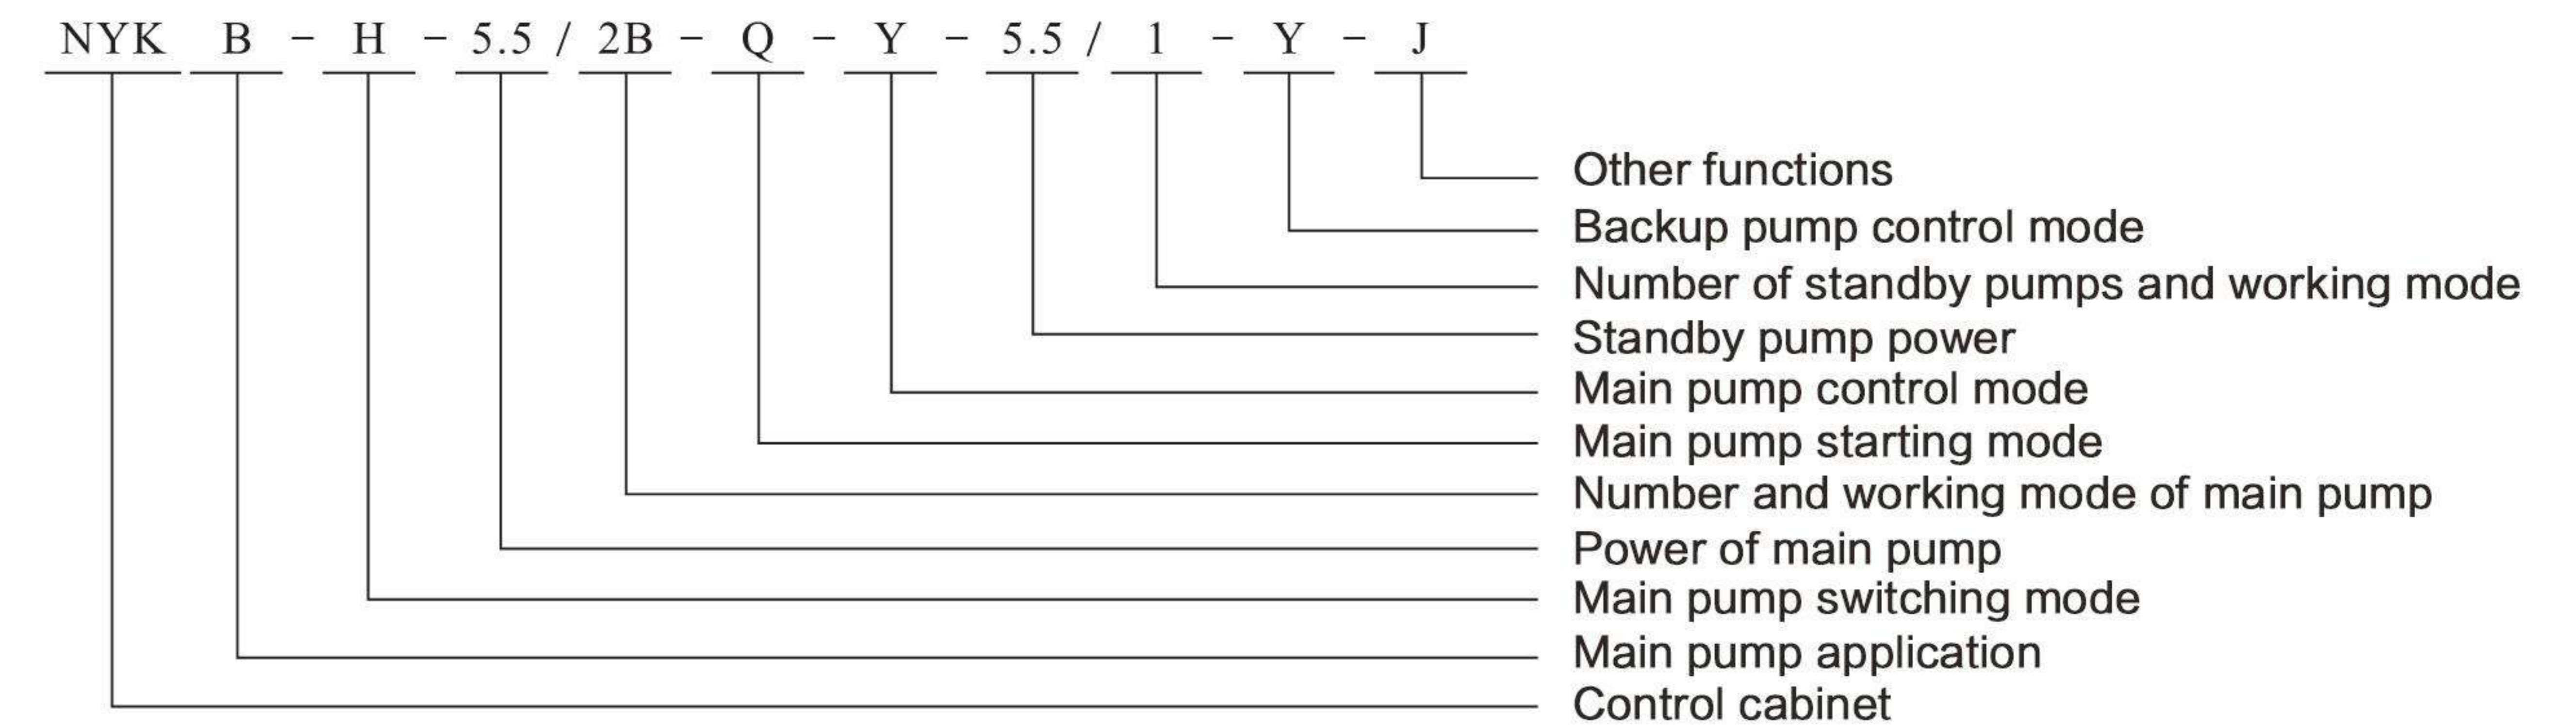 NYK B - H - 5.5 / 2B - Q - Y - 5.5 / 1 - Y - J
Other functions
Backup pump control mode
Number of standby pumps and working mode
Standby pump power
Main pump control mode
Main pump starting mode
Number and working mode of main pump
Power of main pump
Main pump switching mode
Main pump application
Control cabinet